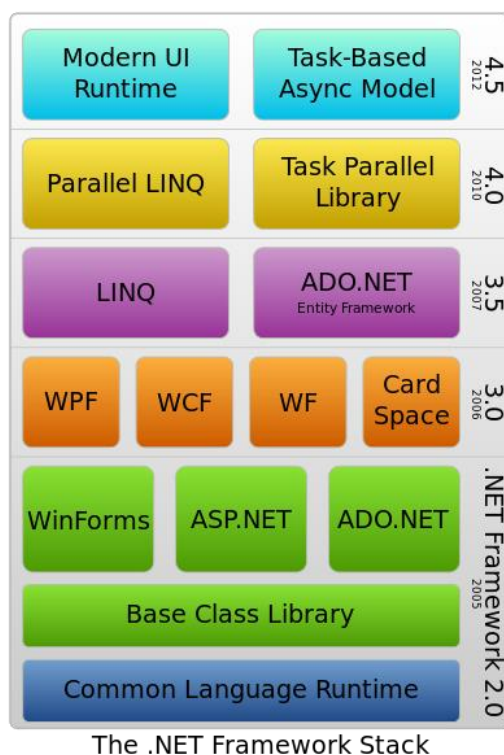 Modern UI
Runtime
Task-Based
Async Model
4.5
2012
Parallel LINQ
Task Parallel
Library
4.0
2010
LINQ
ADO.NET
Entity Framework
3.5
2007
WPF
WCF
WF
Card
Space
3.0
2006
WinForms
ASP.NET
ADO.NET
Base Class Library
Common Language Runtime
.NET Framework 2.0
2005
The .NET Framework Stack